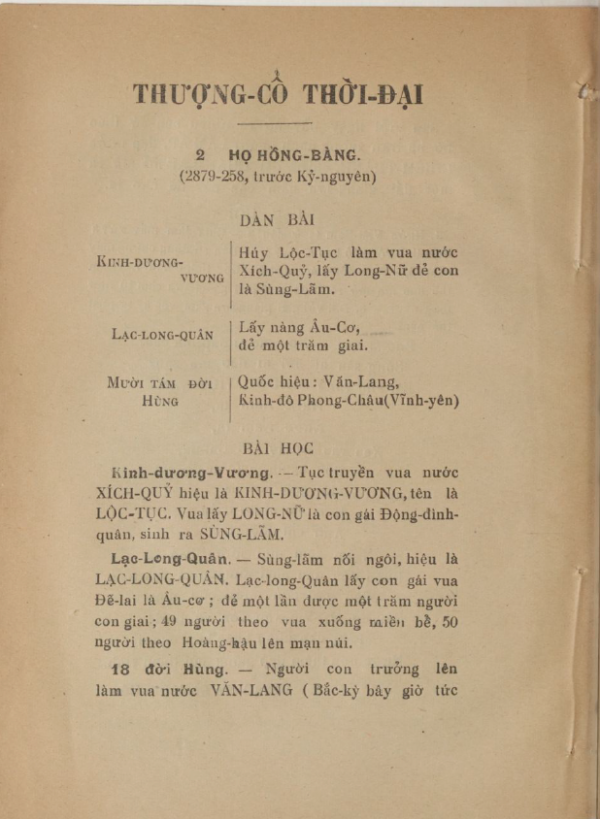 THƯỢNG-CỔ THỜI-ĐẠI
2 HỌ HỒNG-BÀNG.
(2879-258, trước Kỷ-nguyên)
DÀN BÀI
KINH-DƯƠNG-
VƯƠNG
Húy Lộc-Tục làm vua nước
Xích-Quỷ, lấy Long-Nữ đẻ con
là Sùng-Lãm.
LẠC-LONG-QUÂN
Lấy nàng Âu-Cơ,
đẻ một trăm giai.
MƯỜI TÁM ĐỜI
HÙNG
Quốc hiệu: Văn-Lang,
Kinh-đô Phong-Châu(Vĩnh-yên)
BÀI HỌC
Kinh-dương-Vương. — Tục truyền vua nước
XÍCH-QUỶ hiệu là KINH-DƯƠNG-VƯƠNG, tên là
LỘC-TỤC. Vua lấy LONG-NỮ là con gái Động-đình-
quân, sinh ra SÙNG-LÃM.
Lạc-Long-Quân. — Sùng-lãm nối ngôi, hiệu là
LẠC-LONG-QUÂN. Lạc-long-Quân lấy con gái vua
Đế-lai là Âu-cơ; đẻ một lần được một trăm người
con giai; 49 người theo vua xuống miền bể, 50
người theo Hoàng-hậu lên mạn núi.
18 đời Hùng. — Người con trưởng lên
làm vua nước VĂN-LANG (Bắc-kỳ bây giờ tức